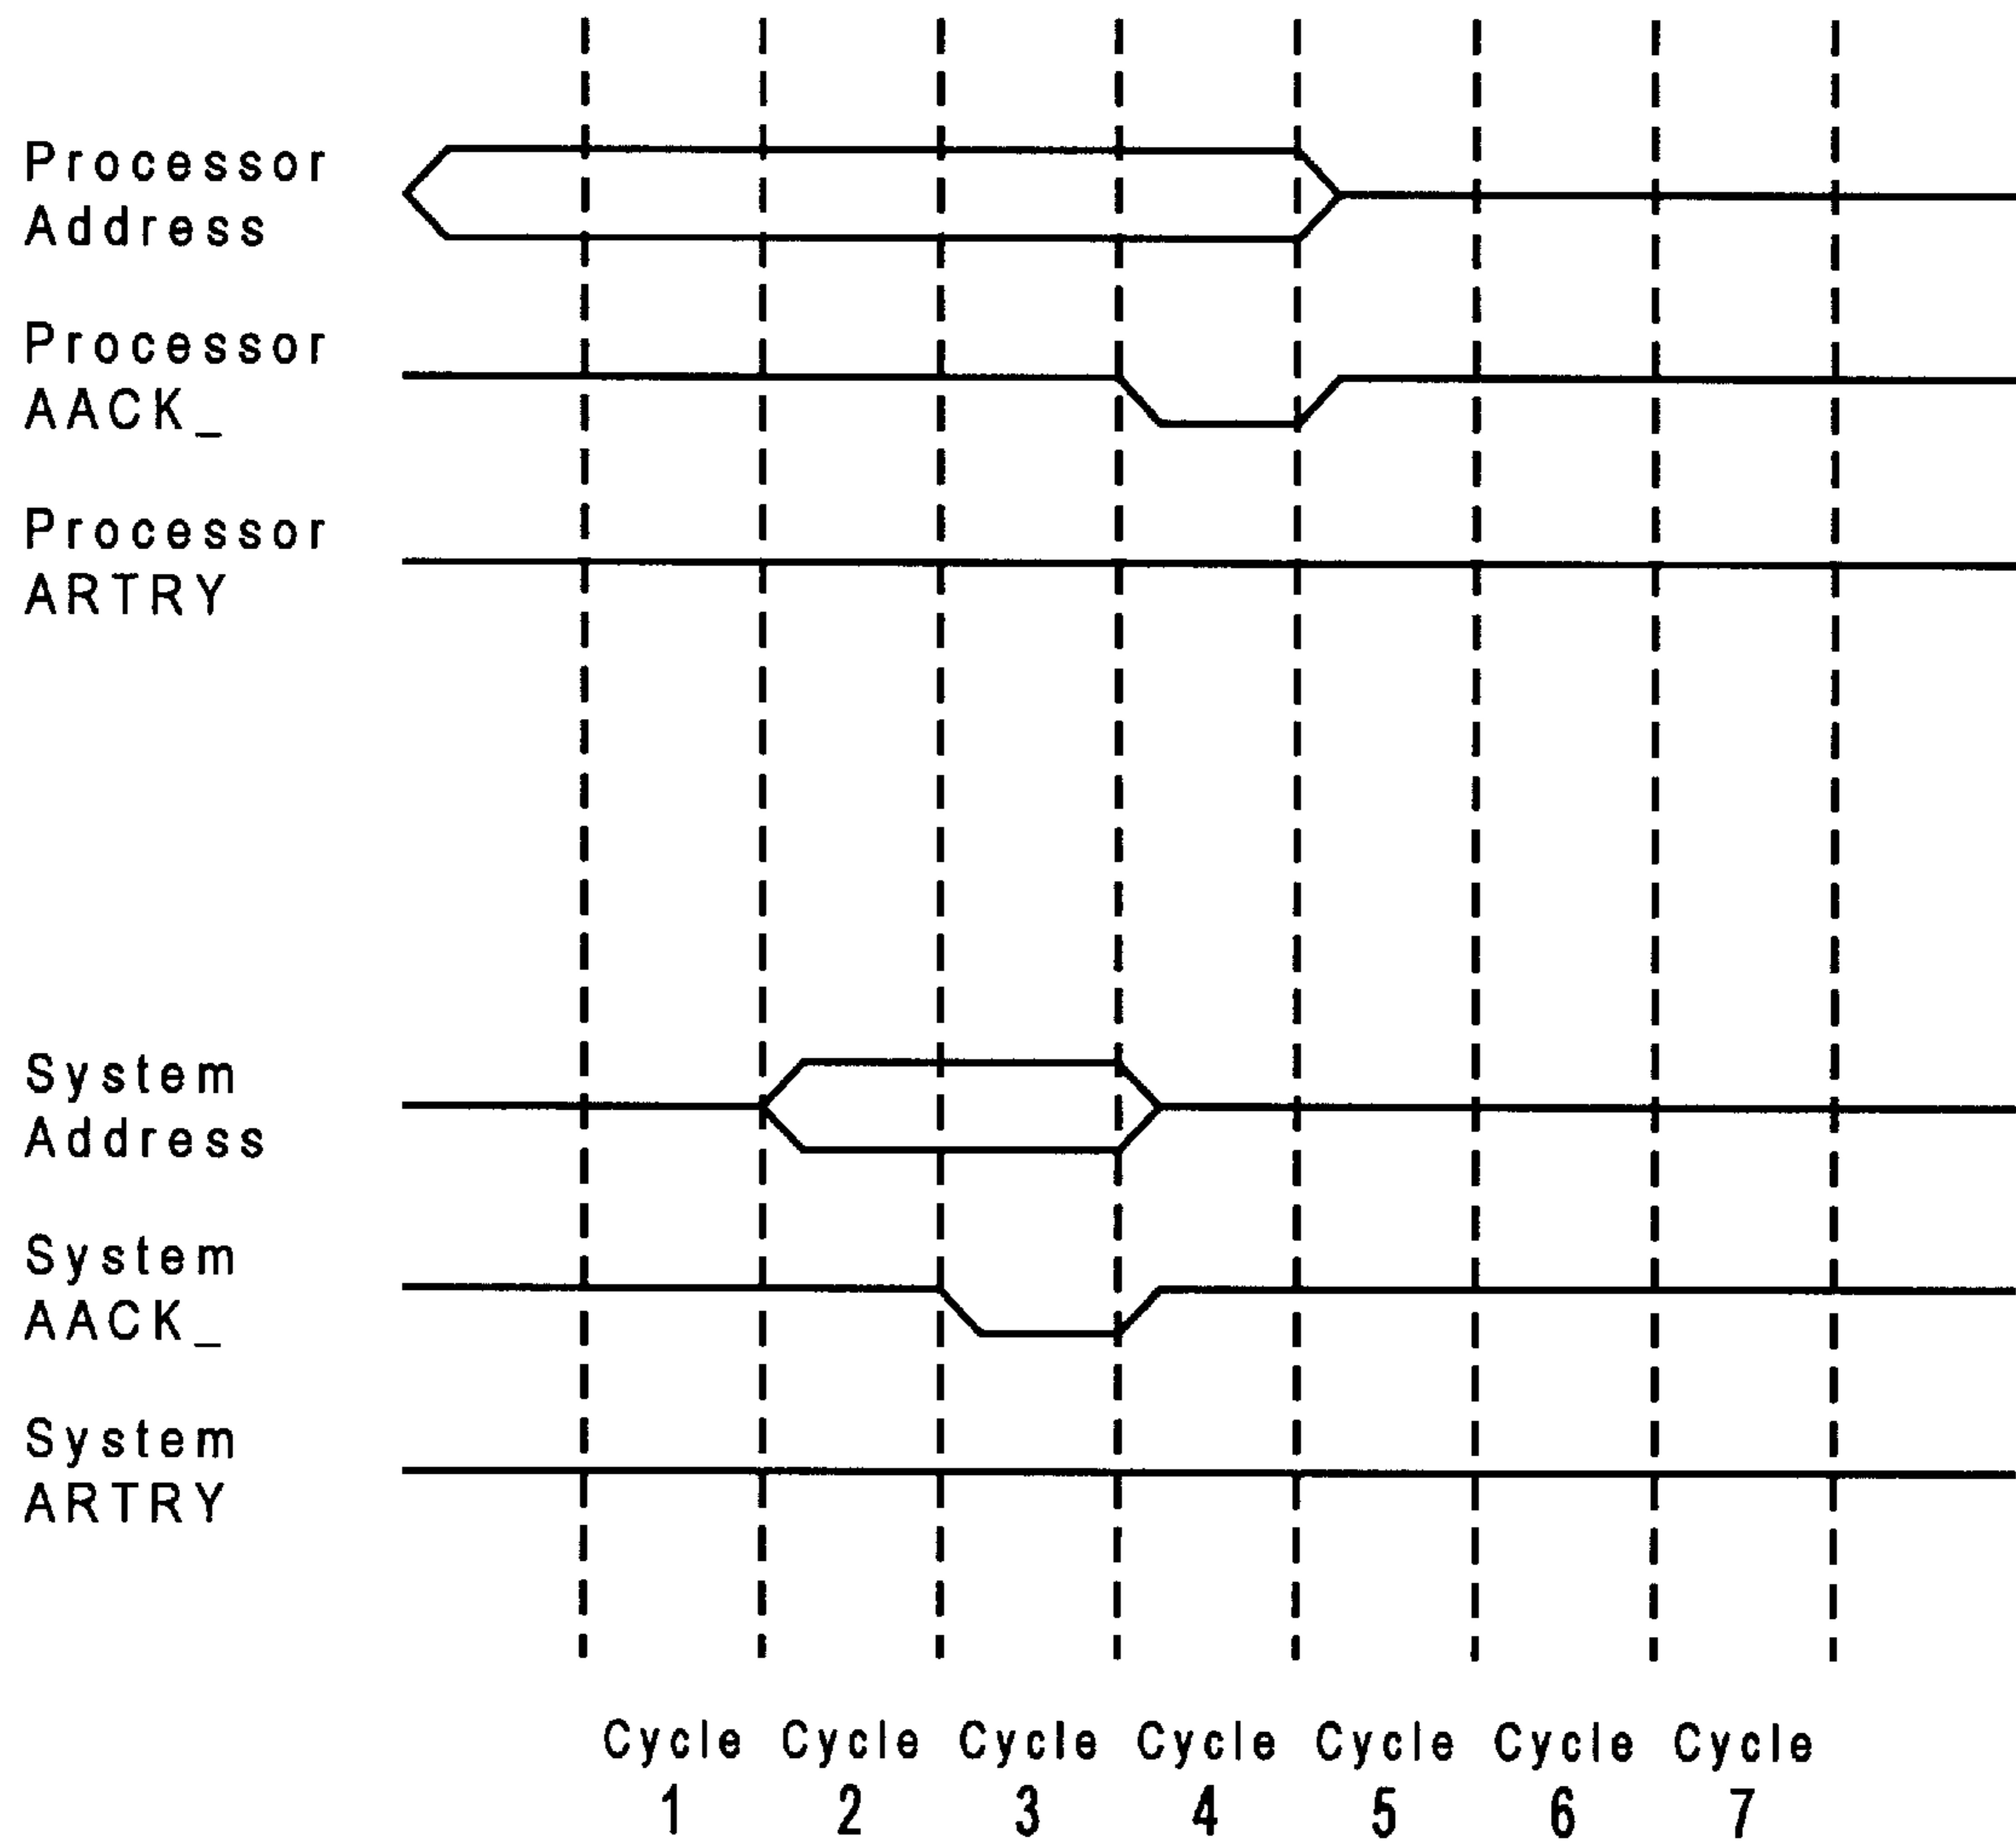 Processor
Address
Processor
AACK_
Processor
ARTRY
System
Address
System
AACK_
System
ARTRY
Cycle Cycle Cycle Cycle Cycle Cycle Cycle
1 2 3 4 5 6 7